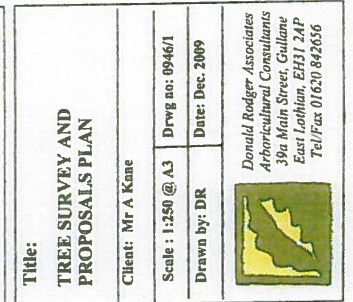 Title:
TREE SURVEY AND
PROPOSALS PLAN
Client: Mr A Kane
Scale : 1:250 @ A3 Drwg no: 0946/1
Drawn by: DR Date: Dec. 2009
Donald Rodger Associates
Arboricultural Consultants
39a Main Street, Gullane
East Lothian, EH31 2AP
Tel/Fax 01620 842656